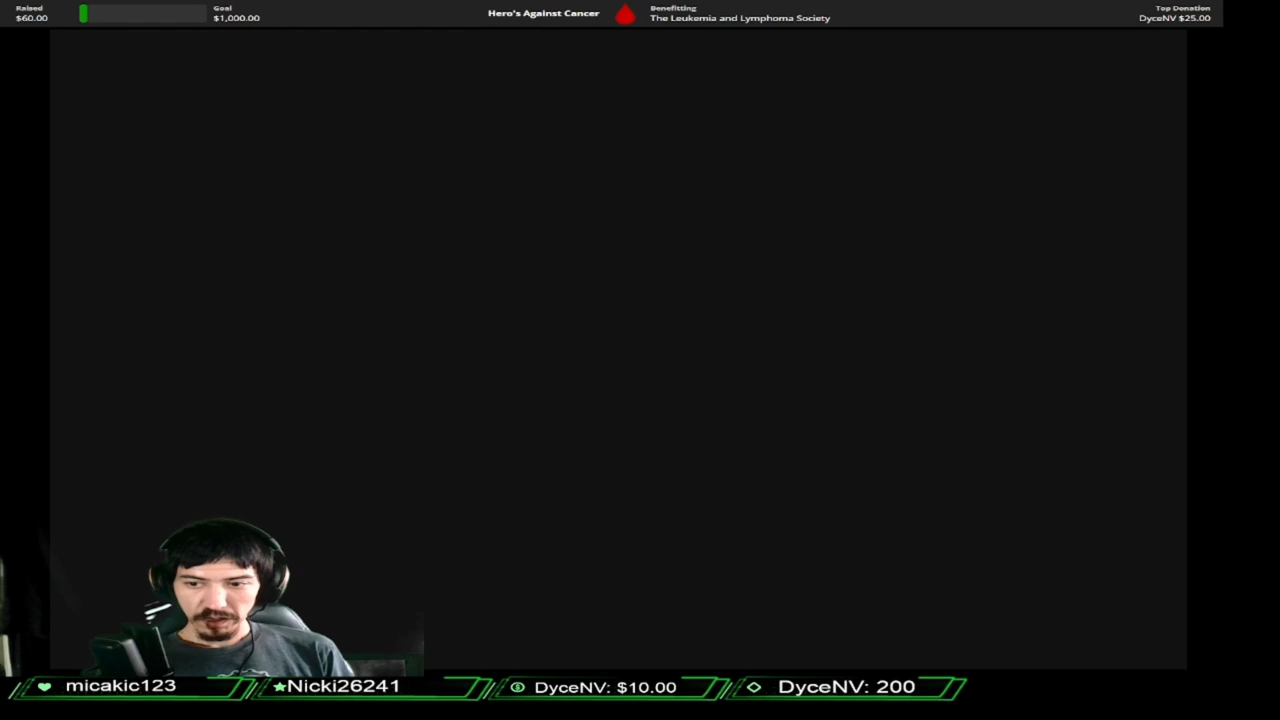 Raised
$60.00
Goal
$1,000.00
Hero's Against Cancer
Benefitting
The Leukemia and Lymphoma Society
Top Donation
DyceNV $25.00
micakic123
Nicki26241
DyceNV: $10.00
DyceNV: 200